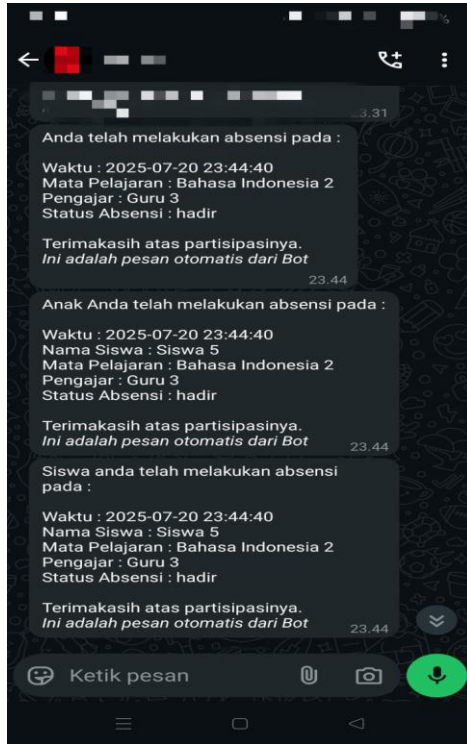 23.31
Anda telah melakukan absensi pada :
Waktu : 2025-07-20 23:44:40
Mata Pelajaran : Bahasa Indonesia 2
Pengajar : Guru 3
Status Absensi : hadir
Terimakasih atas partisipasinya.
Ini adalah pesan otomatis dari Bot
23.44
Anak Anda telah melakukan absensi pada :
Waktu : 2025-07-20 23:44:40
Nama Siswa : Siswa 5
Mata Pelajaran : Bahasa Indonesia 2
Pengajar : Guru 3
Status Absensi : hadir
Terimakasih atas partisipasinya.
Ini adalah pesan otomatis dari Bot
23.44
Siswa anda telah melakukan absensi
pada :
Waktu : 2025-07-20 23:44:40
Nama Siswa : Siswa 5
Mata Pelajaran : Bahasa Indonesia 2
Pengajar : Guru 3
Status Absensi : hadir
Terimakasih atas partisipasinya.
Ini adalah pesan otomatis dari Bot
23.44
Ketik pesan